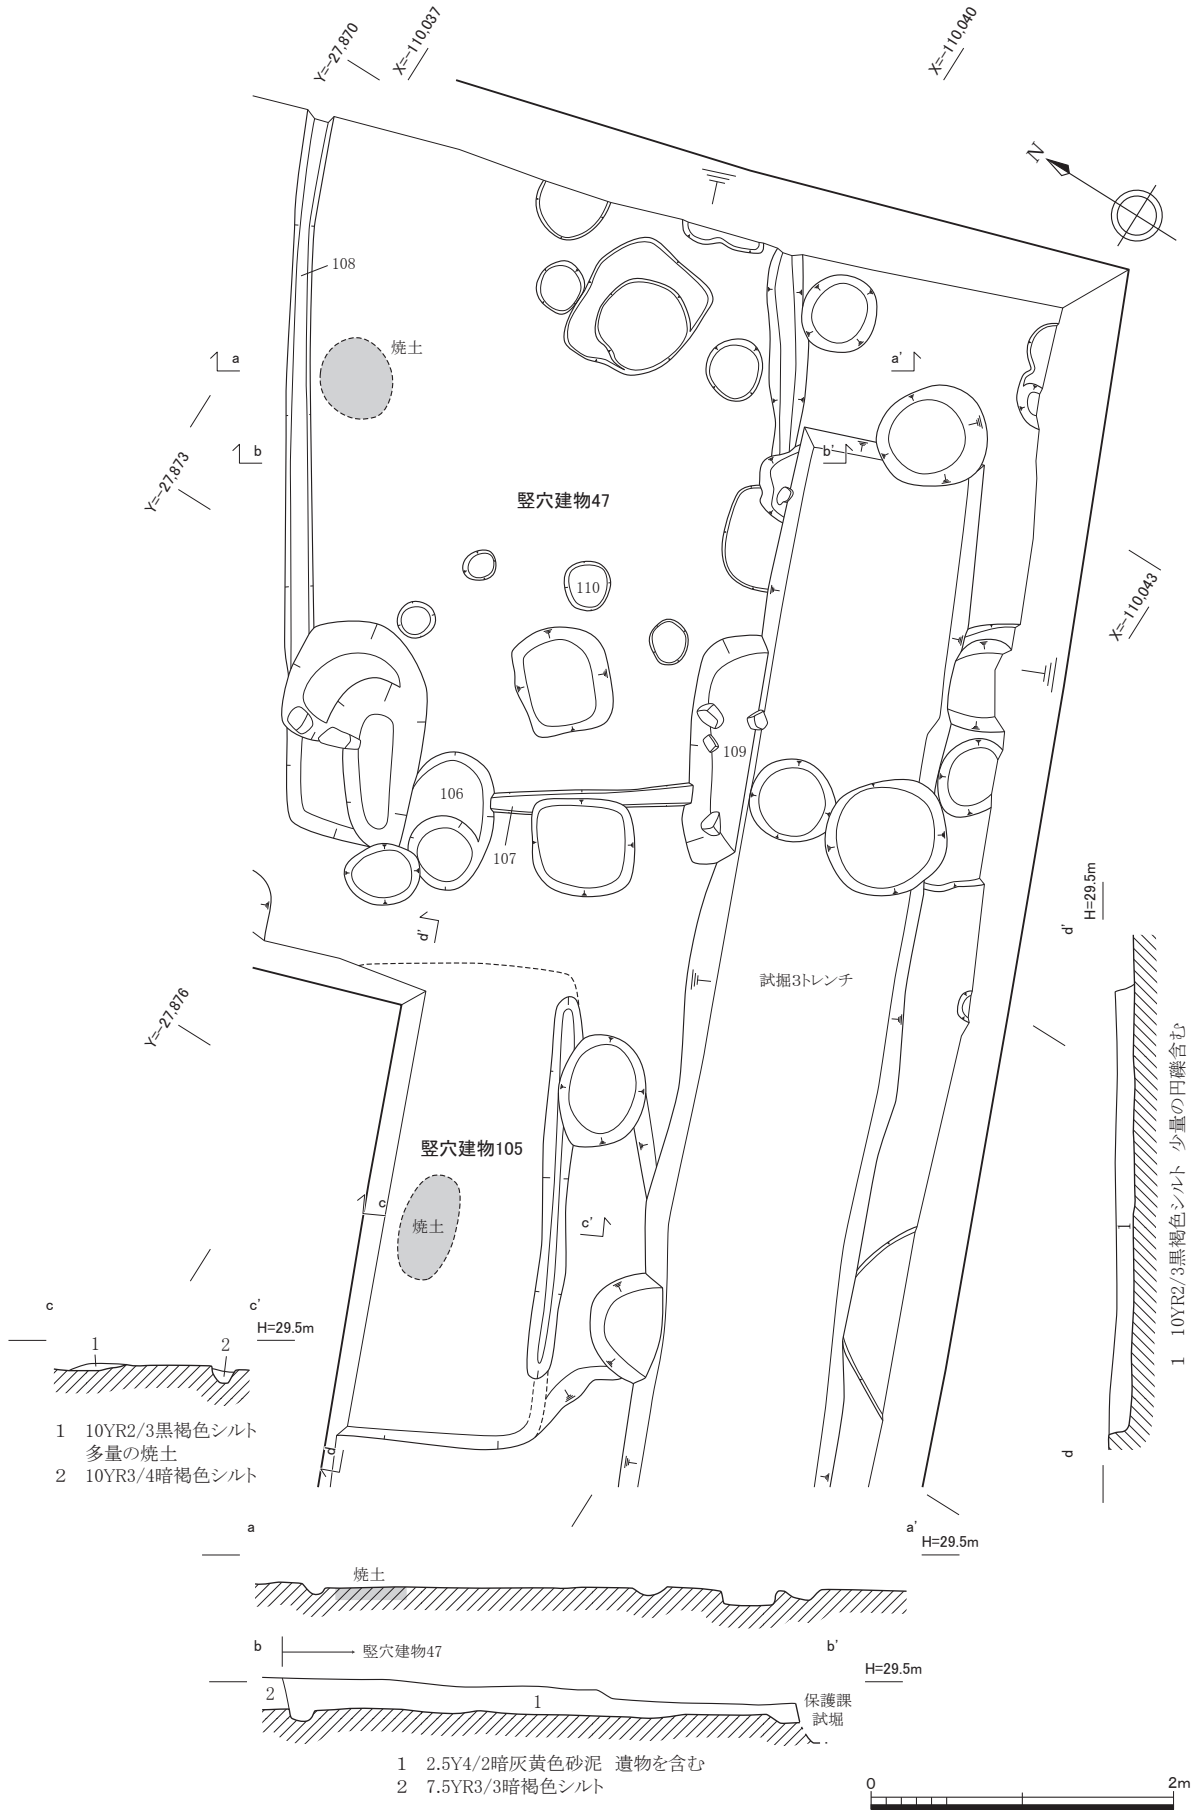 Y=-27,870
X=-110,037
X=-110,040
N
108
焼土
a
a'
b
b'
Y=-27,873
竪穴建物47
110
X=-110,043
109
106
107
d'
H=29.5m
d'
試掘3トレンチ
Y=-27,876
竪穴建物105
焼土
c
c'
1
1 10YR2/3黒褐色シルト 少量の円礫含む
d
d
c
c'
H=29.5m
1
2
1 10YR2/3黒褐色シルト
多量の焼土
2 10YR3/4暗褐色シルト
a
a'
H=29.5m
焼土
b
竪穴建物47
b'
H=29.5m
2
1
保護課
試掘
1 2.5Y4/2暗灰黄色砂泥 遺物を含む
2 7.5YR3/3暗褐色シルト
0
2m